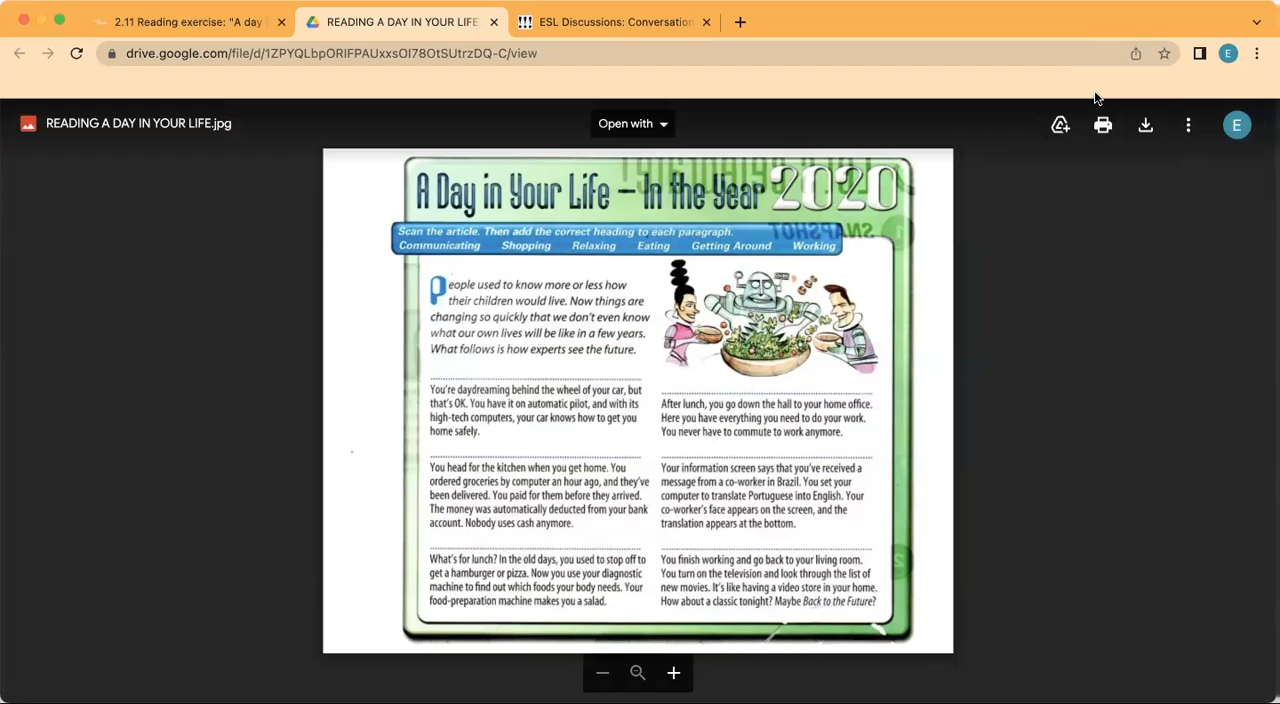 2.11 Reading exercise: "A day
READING A DAY IN YOUR LIFE
ESL Discussions: Conversation
drive.google.com/file/d/1ZPYQLbpORIFPAUxxsOI78OtSUtrzDQ-C/view
E
READING A DAY IN YOUR LIFE.jpg
Open with
E
A Day in Your Life – In the Year 2020
Scan the article. Then add the correct heading to each paragraph.
Communicating Shopping Relaxing Eating Getting Around Working
People used to know more or less how
their children would live. Now things are
changing so quickly that we don't even know
what our own lives will be like in a few years.
What follows is how experts see the future.
You're daydreaming behind the wheel of your car, but
that's OK. You have it on automatic pilot, and with its
high-tech computers, your car knows how to get you
home safely.
You head for the kitchen when you get home. You
ordered groceries by computer an hour ago, and they've
been delivered. You paid for them before they arrived.
The money was automatically deducted from your bank
account. Nobody uses cash anymore.
What's for lunch? In the old days, you used to stop off to
get a hamburger or pizza. Now you use your diagnostic
machine to find out which foods your body needs. Your
food-preparation machine makes you a salad.
After lunch, you go down the hall to your home office.
Here you have everything you need to do your work.
You never have to commute to work anymore.
Your information screen says that you've received a
message from a co-worker in Brazil. You set your
computer to translate Portuguese into English. Your
co-worker's face appears on the screen, and the
translation appears at the bottom.
You finish working and go back to your living room.
You turn on the television and look through the list of
new movies. It's like having a video store in your home.
How about a classic tonight? Maybe Back to the Future?